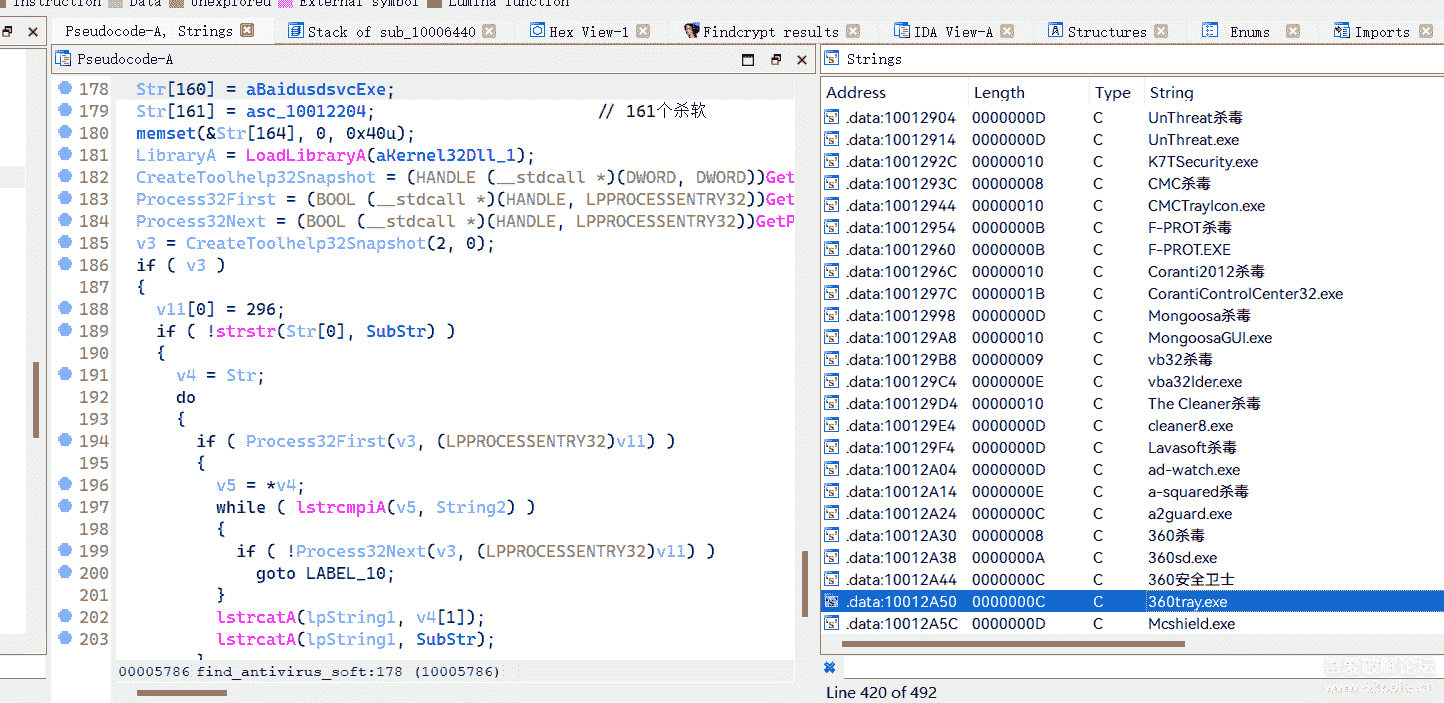 Instruction Data Unexplored External symbol Lumina function
Pseudocode-A, Strings Stack of sub_10006440 Hex View-1 Findcrypt results IDA View-A Structures Enums Imports
Pseudocode-A
178 Str[160] = aBaidusdsvcExe;
179 Str[161] = asc_10012204; // 161个杀软
180 memset(&Str[164], 0, 0x40u);
181 LibraryA = LoadLibraryA(aKernel32Dll_1);
182 CreateToolhelp32Snapshot = (HANDLE (__stdcall *)(DWORD, DWORD))Get
183 Process32First = (BOOL (__stdcall *)(HANDLE, LPPROCESSENTRY32))Get
184 Process32Next = (BOOL (__stdcall *)(HANDLE, LPPROCESSENTRY32))GetP
185 v3 = CreateToolhelp32Snapshot(2, 0);
186 if ( v3 )
187 {
188 v11[0] = 296;
189 if ( !strstr(Str[0], SubStr) )
190 {
191 v4 = Str;
192 do
193 {
194 if ( Process32First(v3, (LPPROCESSENTRY32)v11) )
195 {
196 v5 = *v4;
197 while ( lstrcmpiA(v5, String2) )
198 {
199 if ( !Process32Next(v3, (LPPROCESSENTRY32)v11) )
200 goto LABEL_10;
201 }
202 lstrcatA(lpString1, v4[1]);
203 lstrcatA(lpString1, SubStr);
00005786 find_antivirus_soft:178 (10005786)
Strings
Address Length Type String
.data:10012904 0000000D C UnThreat杀毒
.data:10012914 0000000D C UnThreat.exe
.data:1001292C 00000010 C K7TSecurity.exe
.data:1001293C 00000008 C CMC杀毒
.data:10012944 00000010 C CMCTrayIcon.exe
.data:10012954 0000000B C F-PROT杀毒
.data:10012960 0000000B C F-PROT.EXE
.data:1001296C 00000010 C Coranti2012杀毒
.data:1001297C 0000001B C CorantiControlCenter32.exe
.data:10012998 0000000D C Mongoosa杀毒
.data:100129A8 00000010 C MongoosaGUI.exe
.data:100129B8 00000009 C vb32杀毒
.data:100129C4 0000000E C vba32lder.exe
.data:100129D4 00000010 C The Cleaner杀毒
.data:100129E4 0000000D C cleaner8.exe
.data:100129F4 0000000D C Lavasoft杀毒
.data:10012A04 0000000D C ad-watch.exe
.data:10012A14 0000000E C a-squared杀毒
.data:10012A24 0000000C C a2guard.exe
.data:10012A30 00000008 C 360杀毒
.data:10012A38 0000000A C 360sd.exe
.data:10012A44 0000000C C 360安全卫士
.data:10012A50 0000000C C 360tray.exe
.data:10012A5C 0000000D C Mcshield.exe
Line 420 of 492
吾爱破解论坛